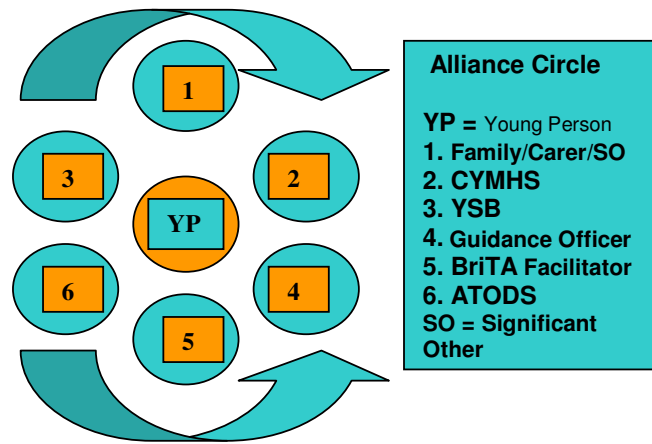 1
3
2
YP
6
4
5
Alliance Circle
YP = Young Person
1. Family/Carer/SO
2. CYMHS
3. YSB
4. Guidance Officer
5. BriTA Facilitator
6. ATODS
SO = Significant
Other